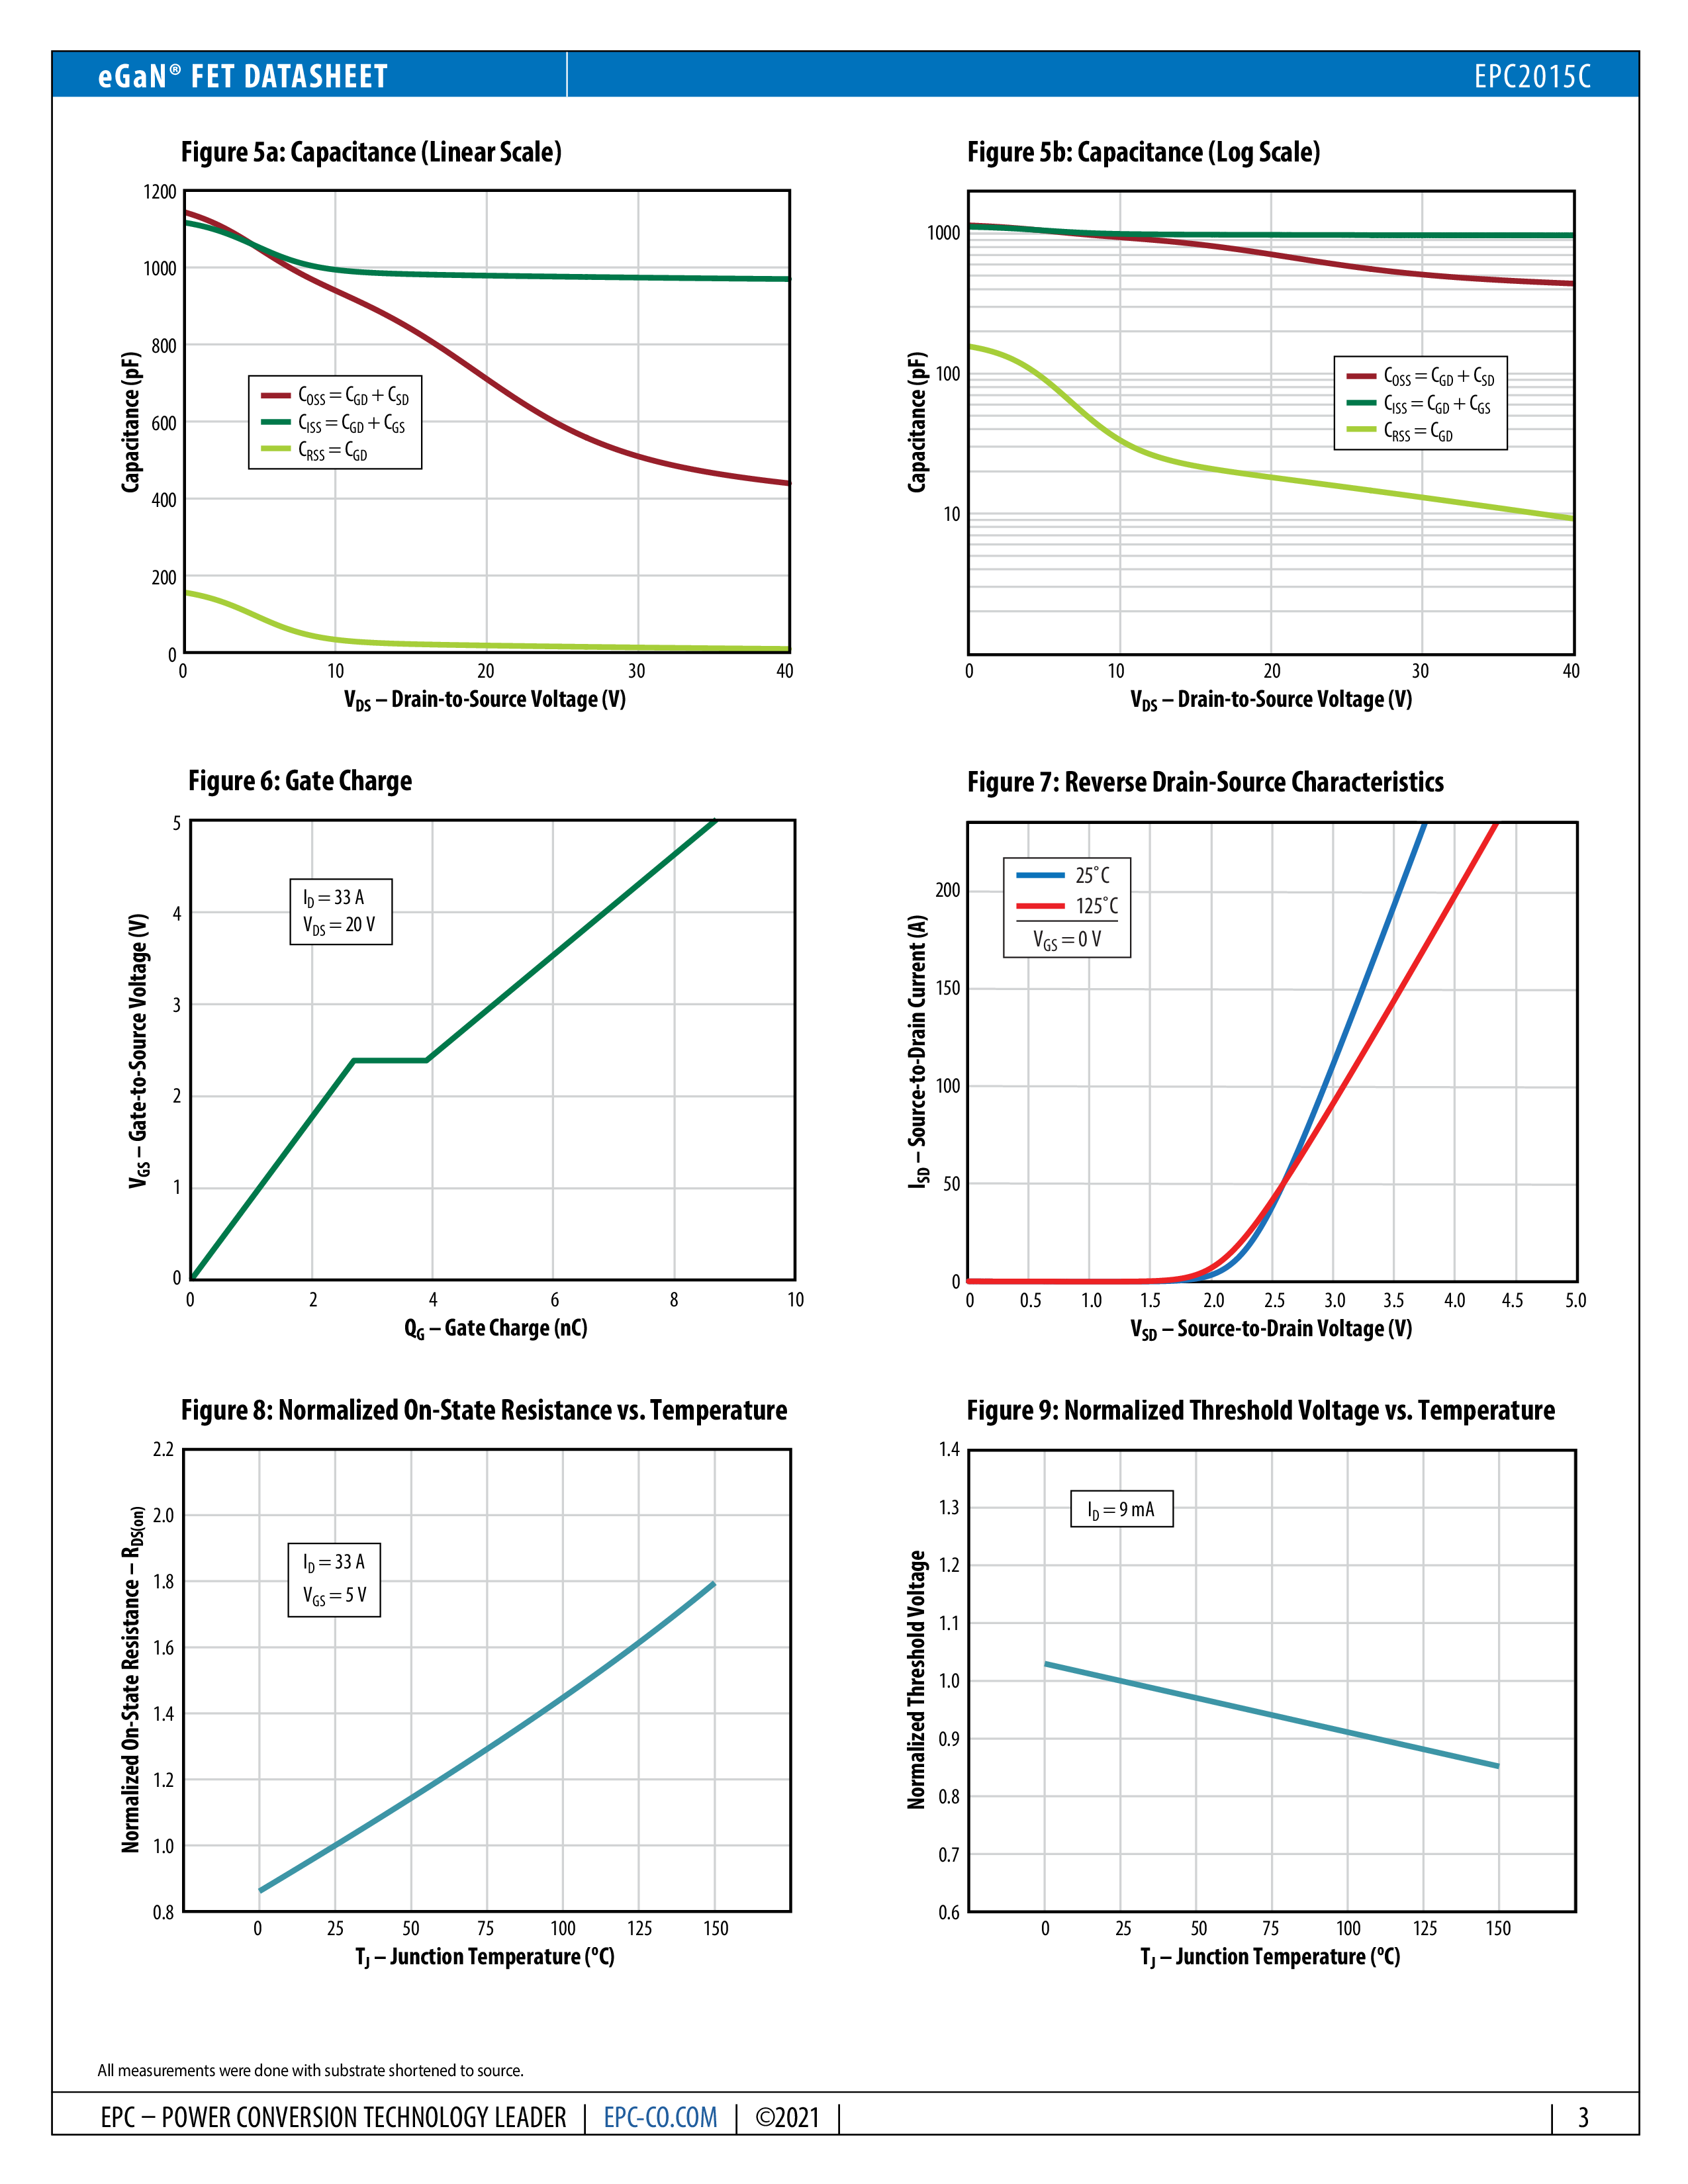 eGaN® FET DATASHEET
EPC2015C
Figure 5a: Capacitance (Linear Scale)
1200
1000
800
600
400
200
0
Capacitance (pF)
COSS = CGD + CSD
CISS = CGD + CGS
CRSS = CGD
0 10 20 30 40
VDS – Drain-to-Source Voltage (V)
Figure 5b: Capacitance (Log Scale)
1000
100
10
Capacitance (pF)
COSS = CGD + CSD
CISS = CGD + CGS
CRSS = CGD
0 10 20 30 40
VDS – Drain-to-Source Voltage (V)
Figure 6: Gate Charge
5
4
3
2
1
0
VGS – Gate-to-Source Voltage (V)
ID = 33 A
VDS = 20 V
0 2 4 6 8 10
QG – Gate Charge (nC)
Figure 7: Reverse Drain-Source Characteristics
200
150
100
50
0
ISD – Source-to-Drain Current (A)
25˚C
125˚C
VGS = 0 V
0 0.5 1.0 1.5 2.0 2.5 3.0 3.5 4.0 4.5 5.0
VSD – Source-to-Drain Voltage (V)
Figure 8: Normalized On-State Resistance vs. Temperature
2.2
2.0
1.8
1.6
1.4
1.2
1.0
0.8
Normalized On-State Resistance – RDS(on)
ID = 33 A
VGS = 5 V
0 25 50 75 100 125 150
TJ – Junction Temperature (ºC)
Figure 9: Normalized Threshold Voltage vs. Temperature
1.4
1.3
1.2
1.1
1.0
0.9
0.8
0.7
0.6
Normalized Threshold Voltage
ID = 9 mA
0 25 50 75 100 125 150
TJ – Junction Temperature (ºC)
All measurements were done with substrate shortened to source.
EPC – POWER CONVERSION TECHNOLOGY LEADER | EPC-CO.COM | ©2021 | | 3